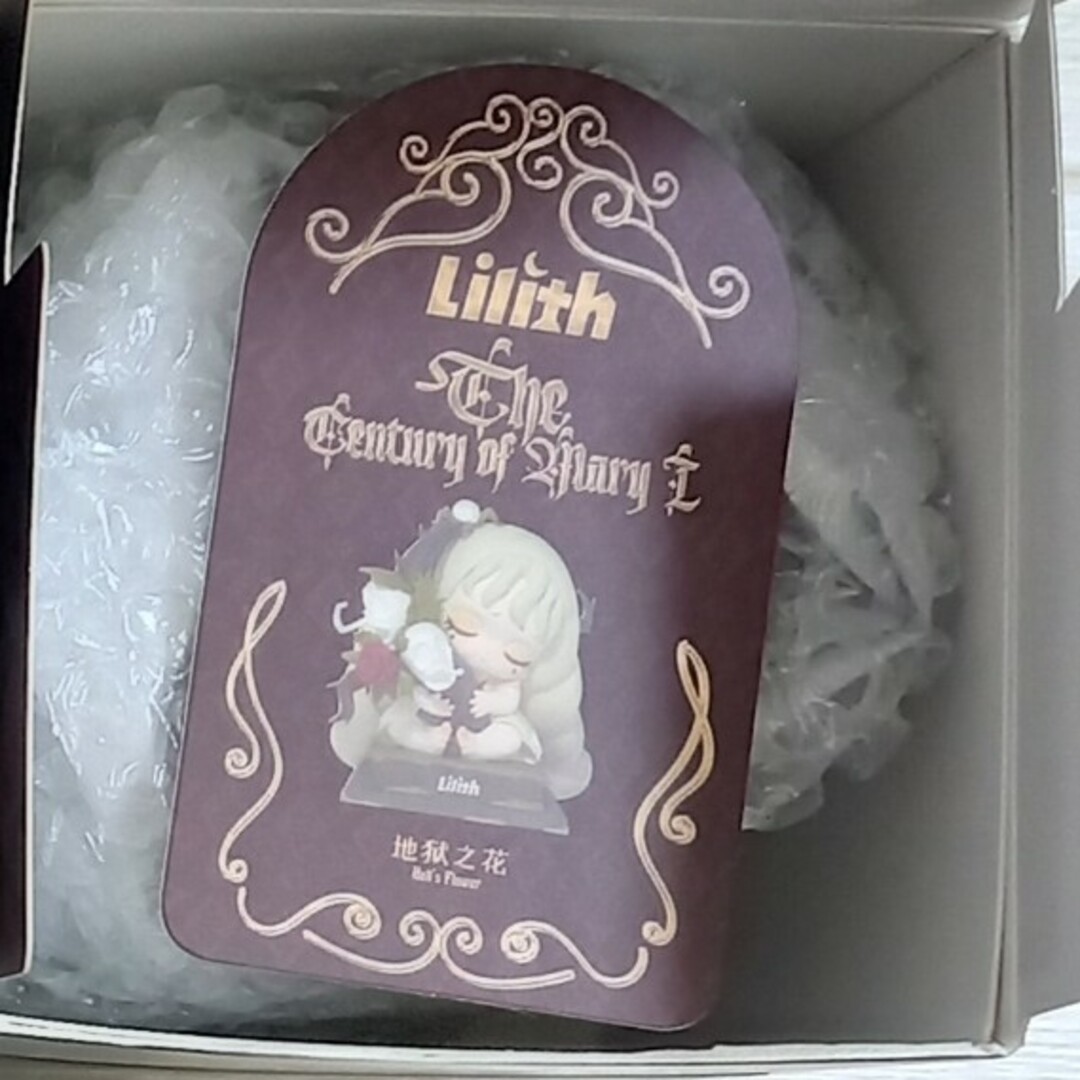 Lilith
The
Century of Mary I
Lilith
地狱之花
Hell's Flower